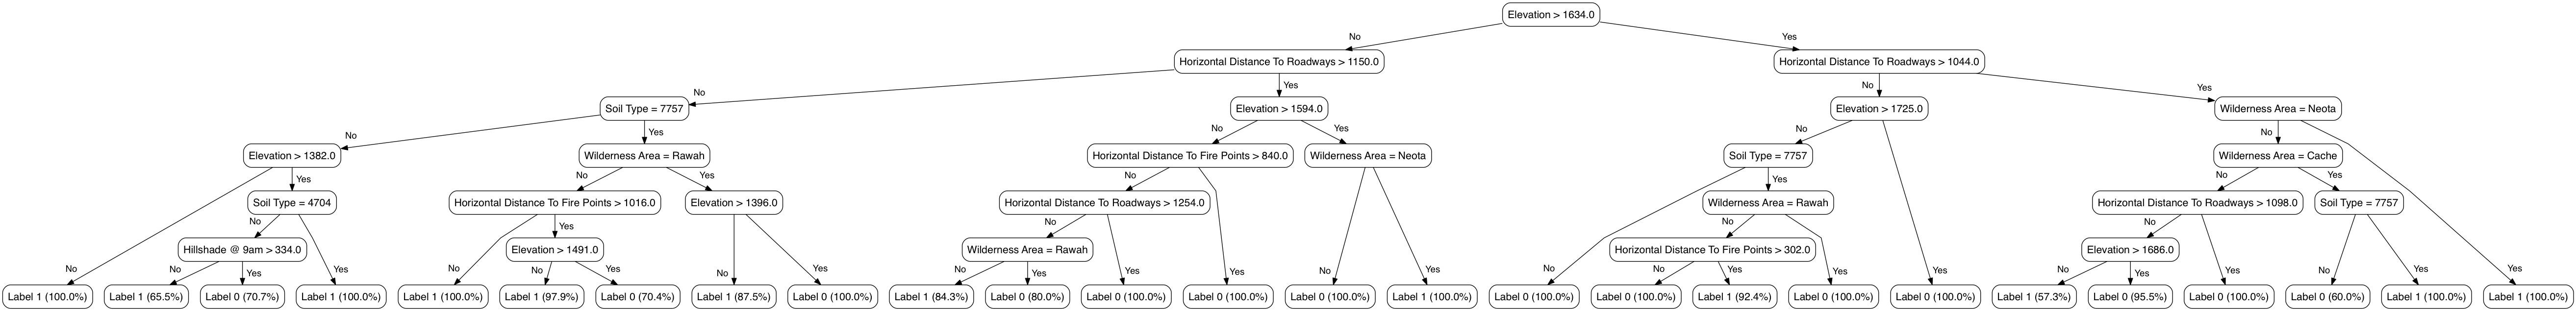 Elevation > 1634.0
No
Yes
Horizontal Distance To Roadways > 1150.0
Horizontal Distance To Roadways > 1044.0
No
Yes
No
Yes
Soil Type = 7757
Elevation > 1594.0
Elevation > 1725.0
Wilderness Area = Neota
No
Yes
No
Yes
No
No
Elevation > 1382.0
Wilderness Area = Rawah
Horizontal Distance To Fire Points > 840.0
Wilderness Area = Neota
Soil Type = 7757
Wilderness Area = Cache
Yes
No
Yes
No
Yes
No
Yes
Soil Type = 4704
Horizontal Distance To Fire Points > 1016.0
Elevation > 1396.0
Horizontal Distance To Roadways > 1254.0
Wilderness Area = Rawah
Horizontal Distance To Roadways > 1098.0
Soil Type = 7757
No
Yes
No
No
No
Hillshade @ 9am > 334.0
Elevation > 1491.0
Wilderness Area = Rawah
Horizontal Distance To Fire Points > 302.0
Elevation > 1686.0
No
No
Yes
Yes
No
No
Yes
No
Yes
No
Yes
Yes
Yes
No
Yes
No
No
Yes
Yes
Yes
No
Yes
Yes
No
Yes
Yes
Label 1 (100.0%)
Label 1 (65.5%)
Label 0 (70.7%)
Label 1 (100.0%)
Label 1 (100.0%)
Label 1 (97.9%)
Label 0 (70.4%)
Label 1 (87.5%)
Label 0 (100.0%)
Label 1 (84.3%)
Label 0 (80.0%)
Label 0 (100.0%)
Label 0 (100.0%)
Label 0 (100.0%)
Label 1 (100.0%)
Label 0 (100.0%)
Label 0 (100.0%)
Label 1 (92.4%)
Label 0 (100.0%)
Label 0 (100.0%)
Label 1 (57.3%)
Label 0 (95.5%)
Label 0 (100.0%)
Label 0 (60.0%)
Label 1 (100.0%)
Label 1 (100.0%)